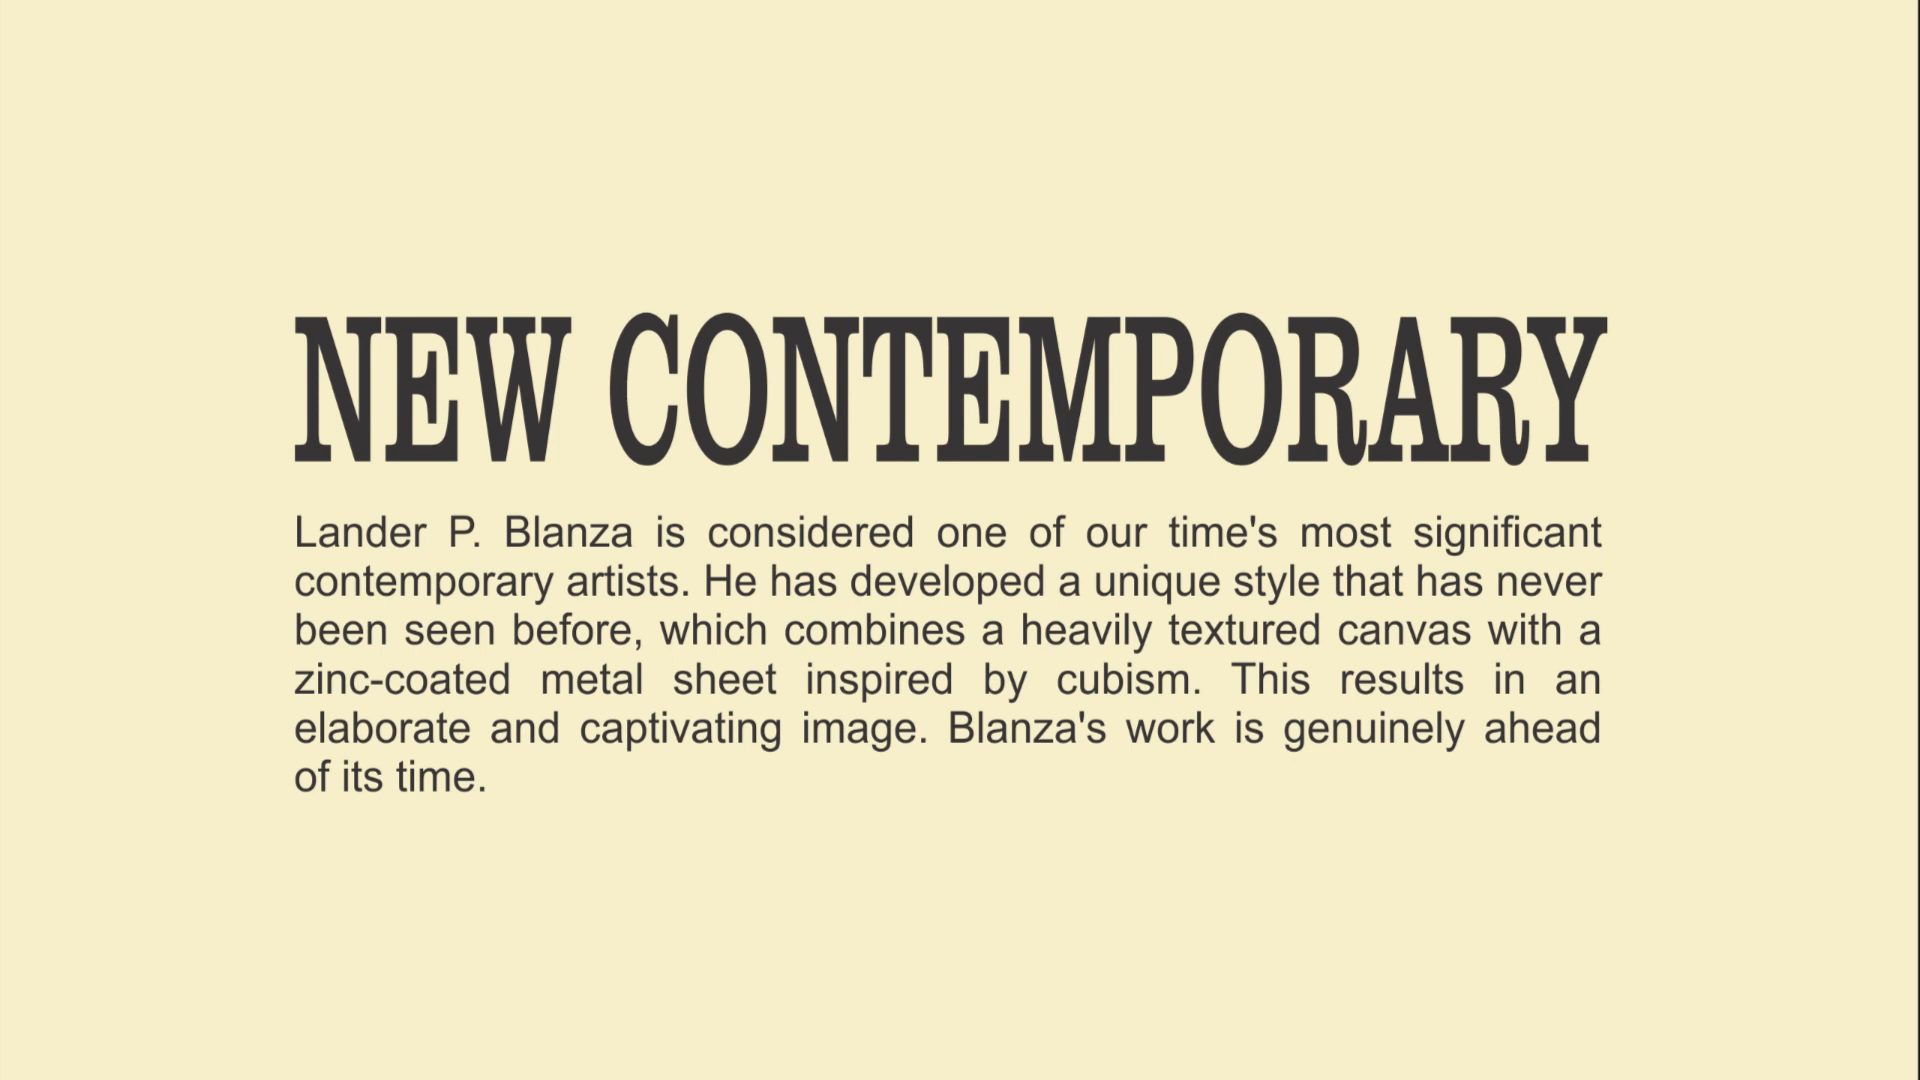 NEW CONTEMPORARY
Lander P. Blanza is considered one of our time's most significant
contemporary artists. He has developed a unique style that has never
been seen before, which combines a heavily textured canvas with a
zinc-coated metal sheet inspired by cubism. This results in an
elaborate and captivating image. Blanza's work is genuinely ahead
of its time.